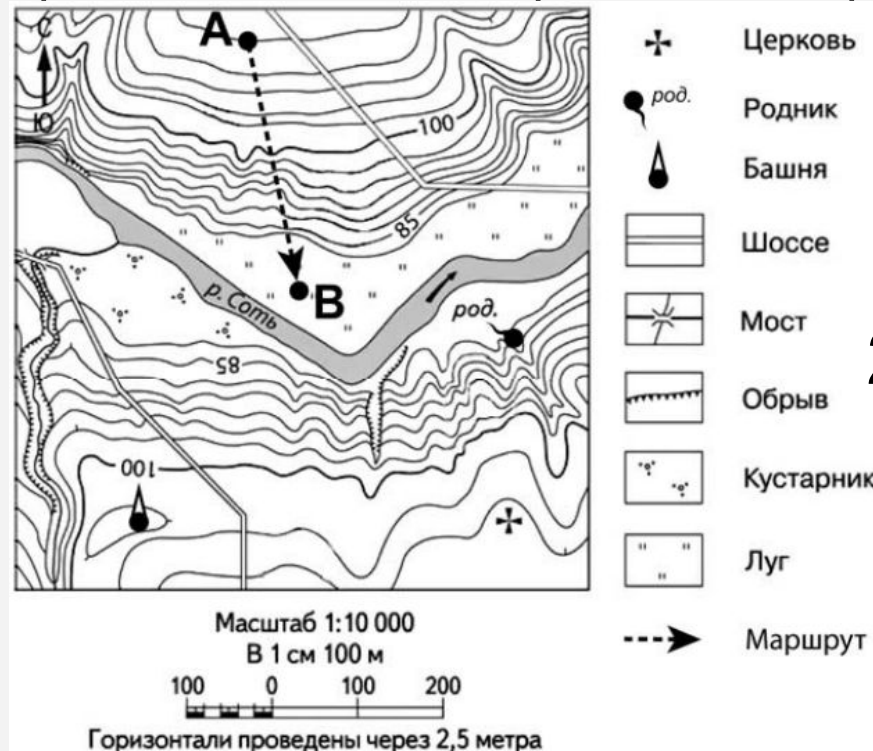 С
Ю
А
100
85
В
р. Соть
род.
85
100
Церковь
род.
Родник
Башня
Шоссе
Мост
Обрыв
Кустарник
Луг
Маршрут
Масштаб 1:10 000
В 1 см 100 м
100 0 100 200
Горизонтали проведены через 2,5 метра